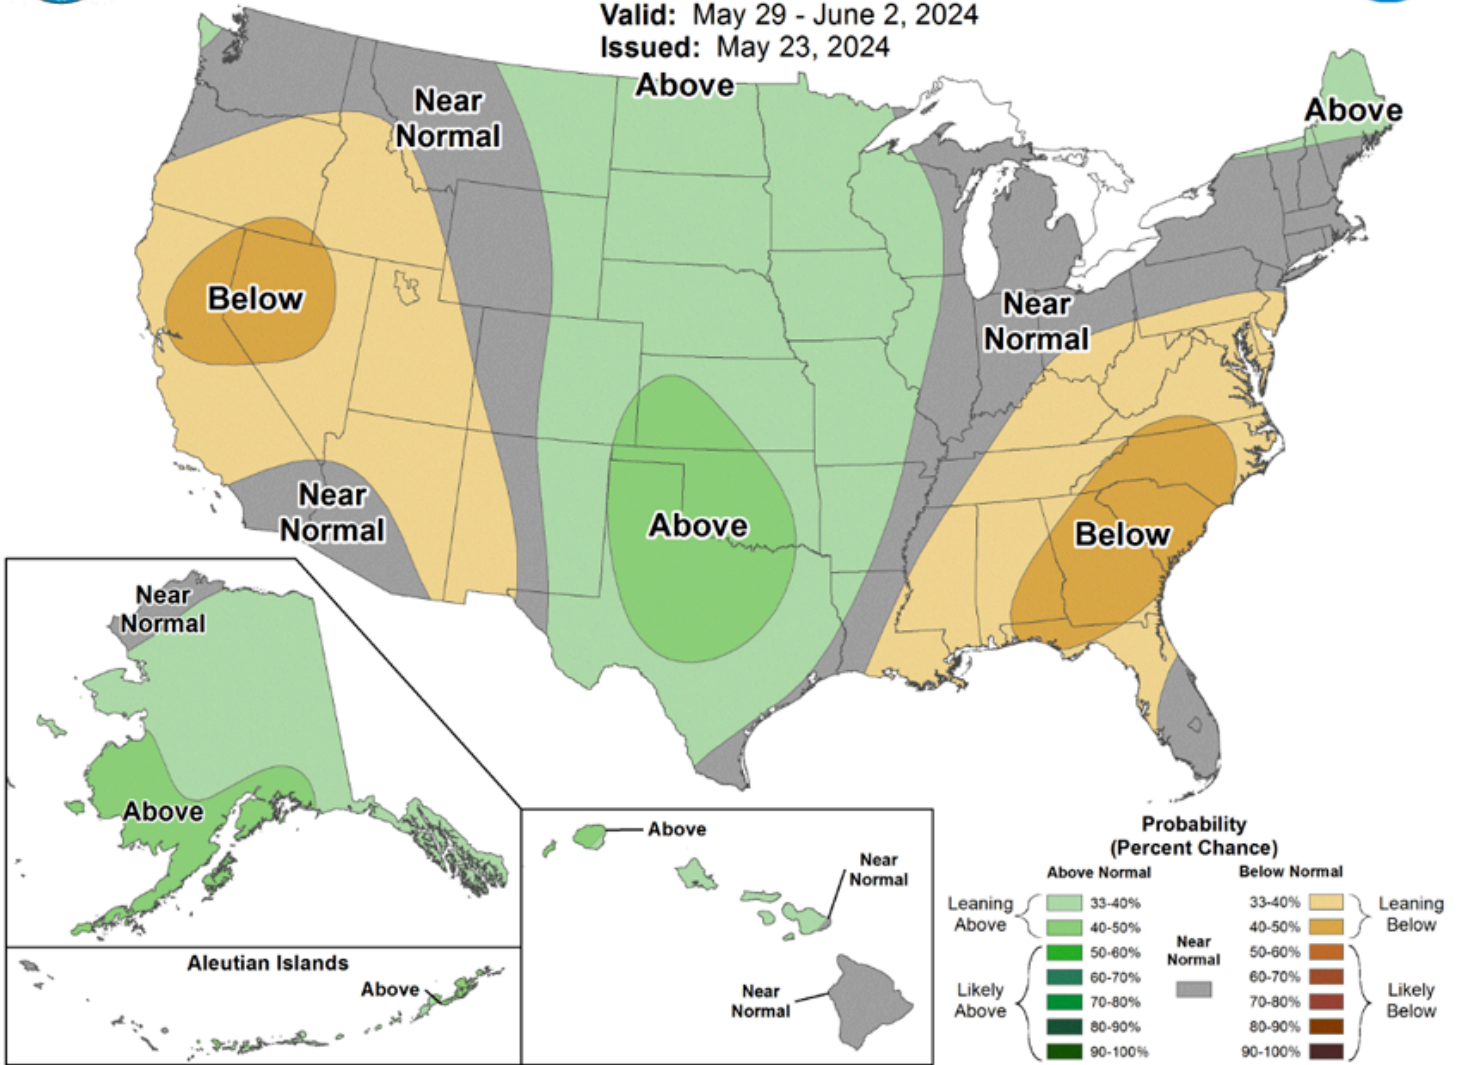 Valid: May 29 - June 2, 2024
Issued: May 23, 2024
Above
Near
Normal
Above
Below
Near
Normal
Near
Normal
Above
Below
Near
Normal
Above
Aleutian Islands
Above
Above
Near
Normal
Near
Normal
Probability
(Percent Chance)
Above Normal
Below Normal
Leaning
Above
33-40%
40-50%
50-60%
60-70%
70-80%
80-90%
90-100%
Likely
Above
Near
Normal
33-40%
40-50%
50-60%
60-70%
70-80%
80-90%
90-100%
Leaning
Below
Likely
Below